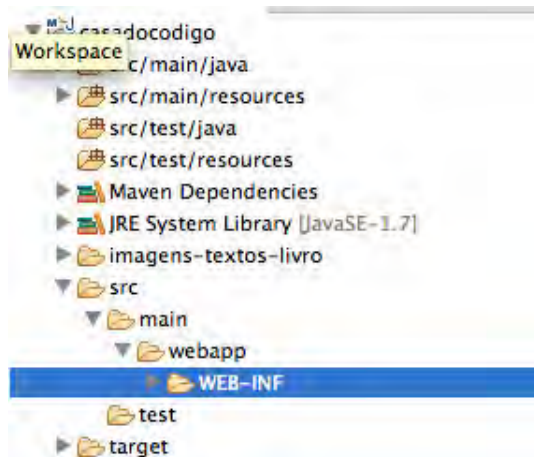 casadocodigo
Workspace
src/main/java
src/main/resources
src/test/java
src/test/resources
Maven Dependencies
JRE System Library [JavaSE-1.7]
imagens-textos-livro
src
main
webapp
WEB-INF
test
target